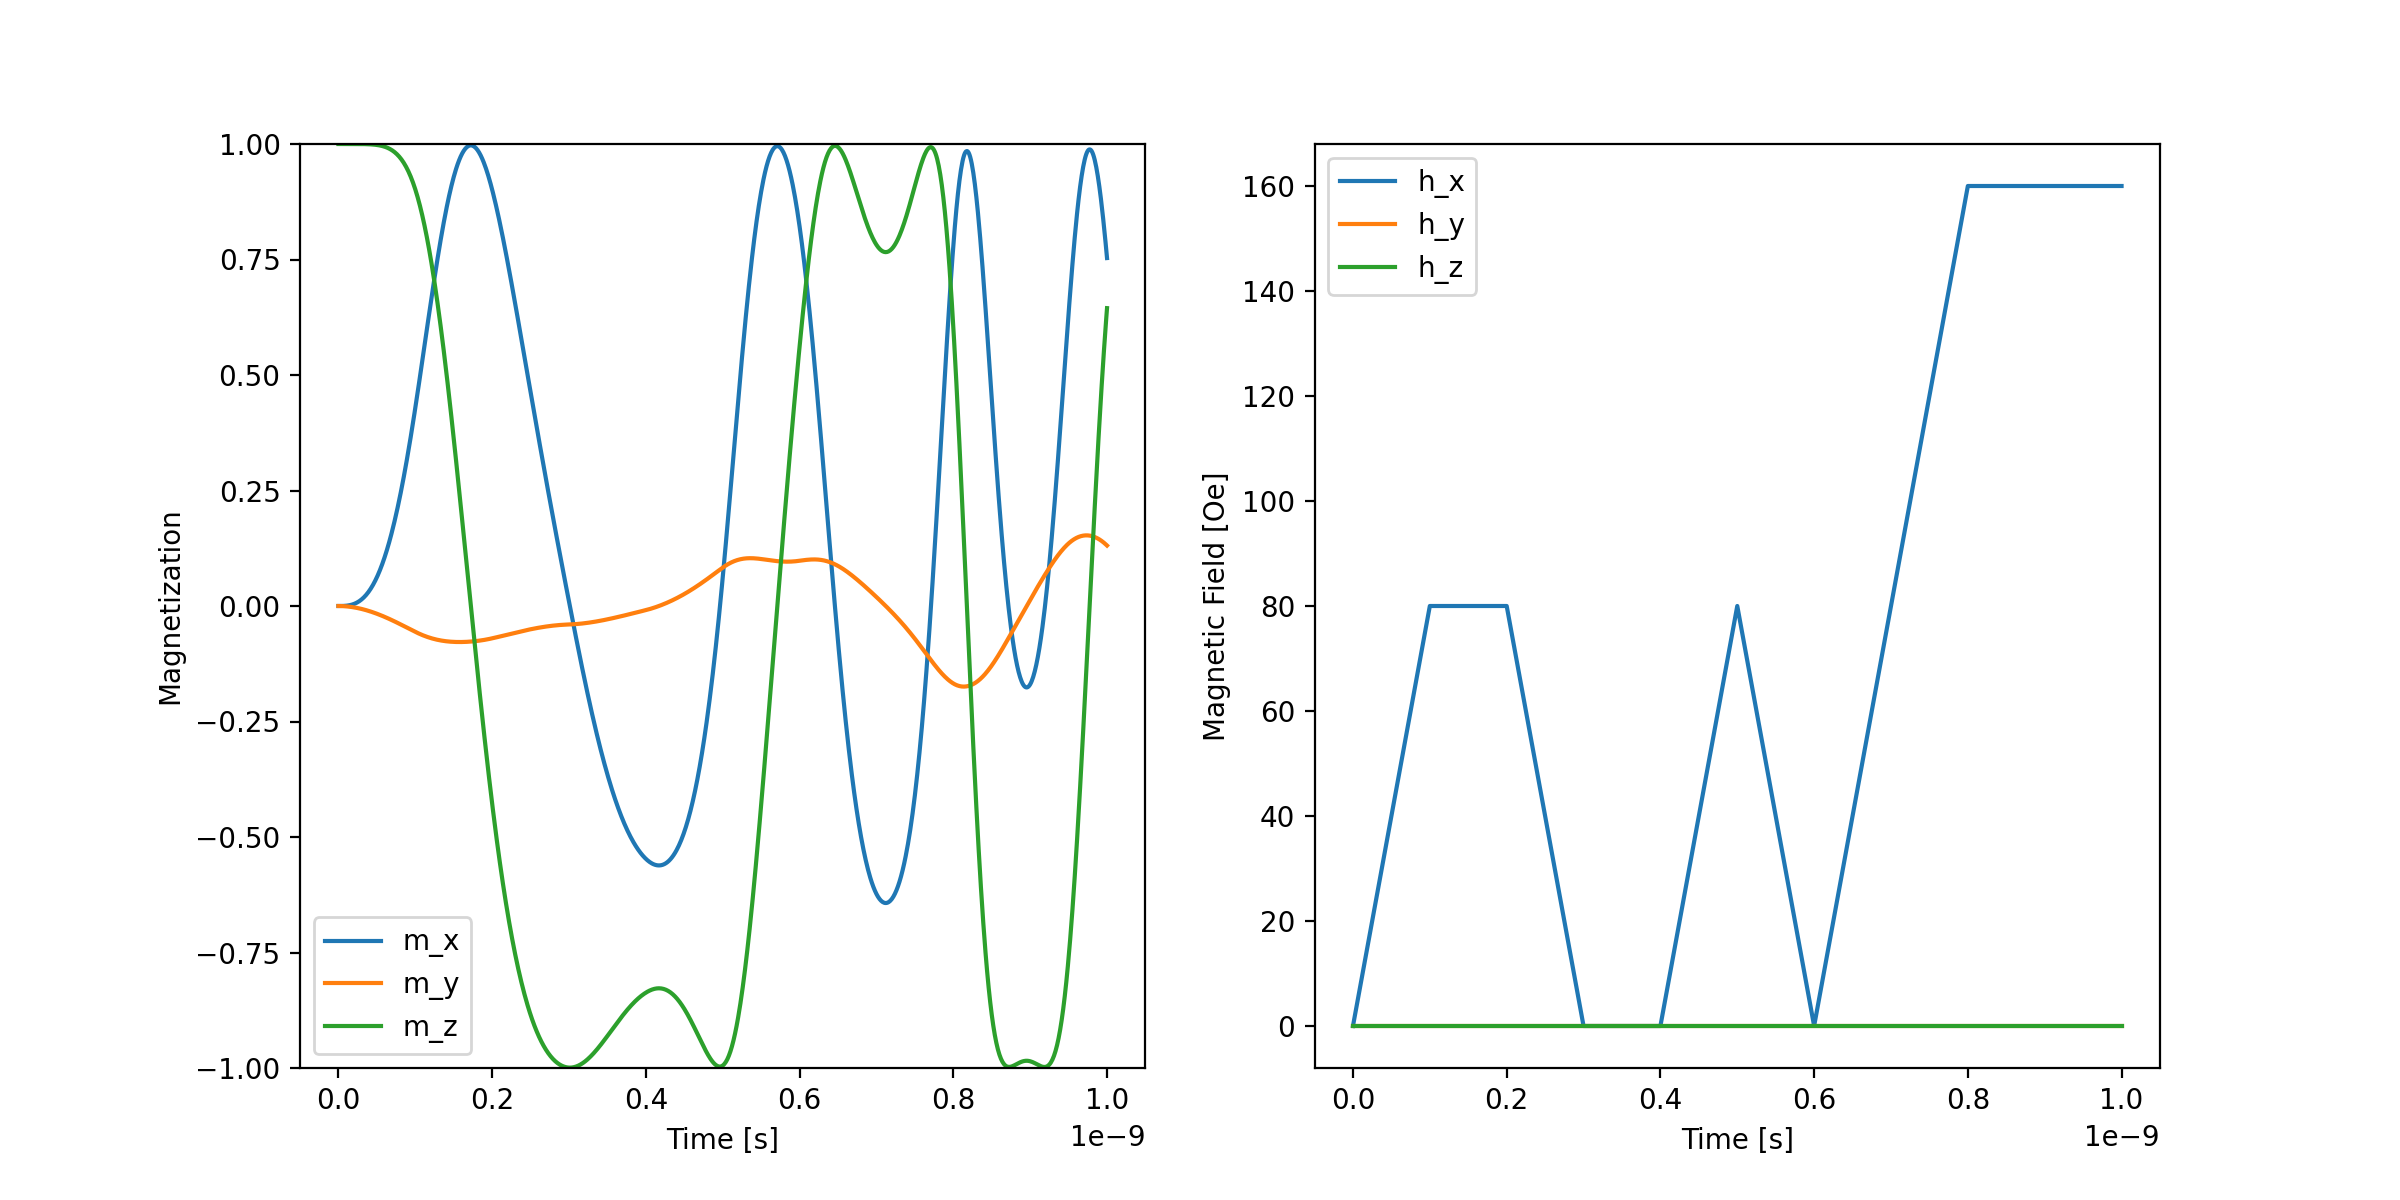 1.00
0.75
0.50
0.25
0.00
−0.25
−0.50
−0.75
−1.00
Magnetization
m_x
m_y
m_z
0.0 0.2 0.4 0.6 0.8 1.0
1e−9
Time [s]
160
140
120
100
80
60
40
20
0
Magnetic Field [Oe]
h_x
h_y
h_z
0.0 0.2 0.4 0.6 0.8 1.0
1e−9
Time [s]